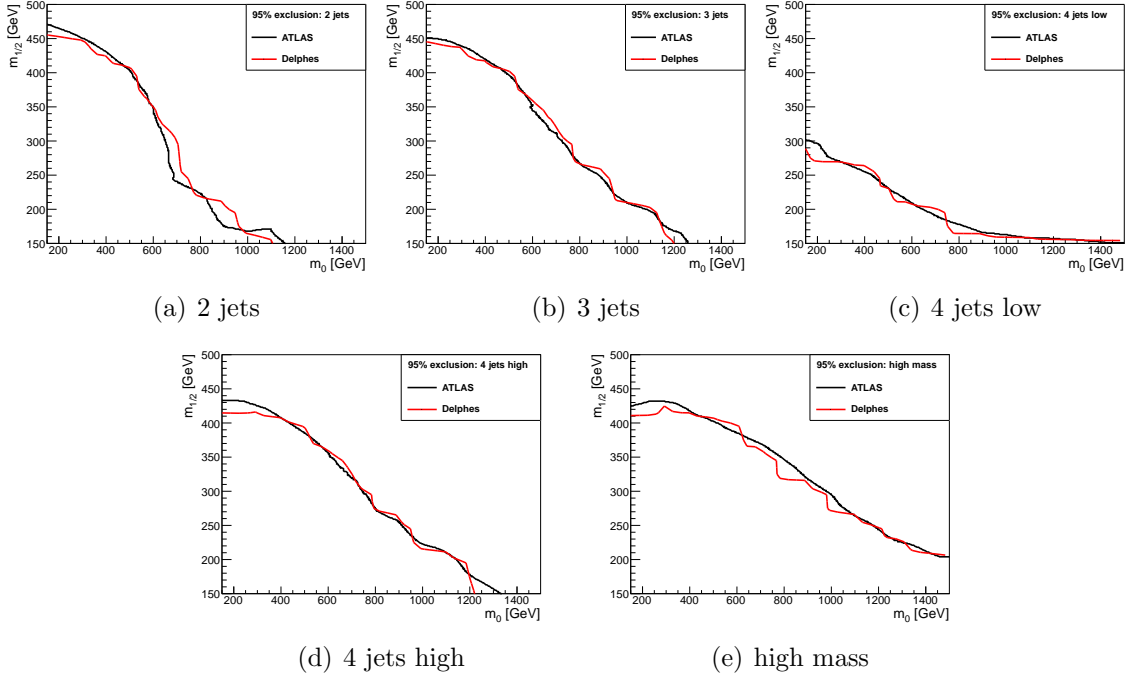 m1/2 [GeV]
500
450
400
350
300
250
200
150
200 400 600 800 1000 1200 1400
m0 [GeV]
95% exclusion: 2 jets
ATLAS
Delphes
(a) 2 jets
m1/2 [GeV]
500
450
400
350
300
250
200
150
200 400 600 800 1000 1200 1400
m0 [GeV]
95% exclusion: 3 jets
ATLAS
Delphes
(b) 3 jets
m1/2 [GeV]
500
450
400
350
300
250
200
150
200 400 600 800 1000 1200 1400
m0 [GeV]
95% exclusion: 4 jets low
ATLAS
Delphes
(c) 4 jets low
m1/2 [GeV]
500
450
400
350
300
250
200
150
200 400 600 800 1000 1200 1400
m0 [GeV]
95% exclusion: 4 jets high
ATLAS
Delphes
(d) 4 jets high
m1/2 [GeV]
500
450
400
350
300
250
200
150
200 400 600 800 1000 1200 1400
m0 [GeV]
95% exclusion: high mass
ATLAS
Delphes
(e) high mass